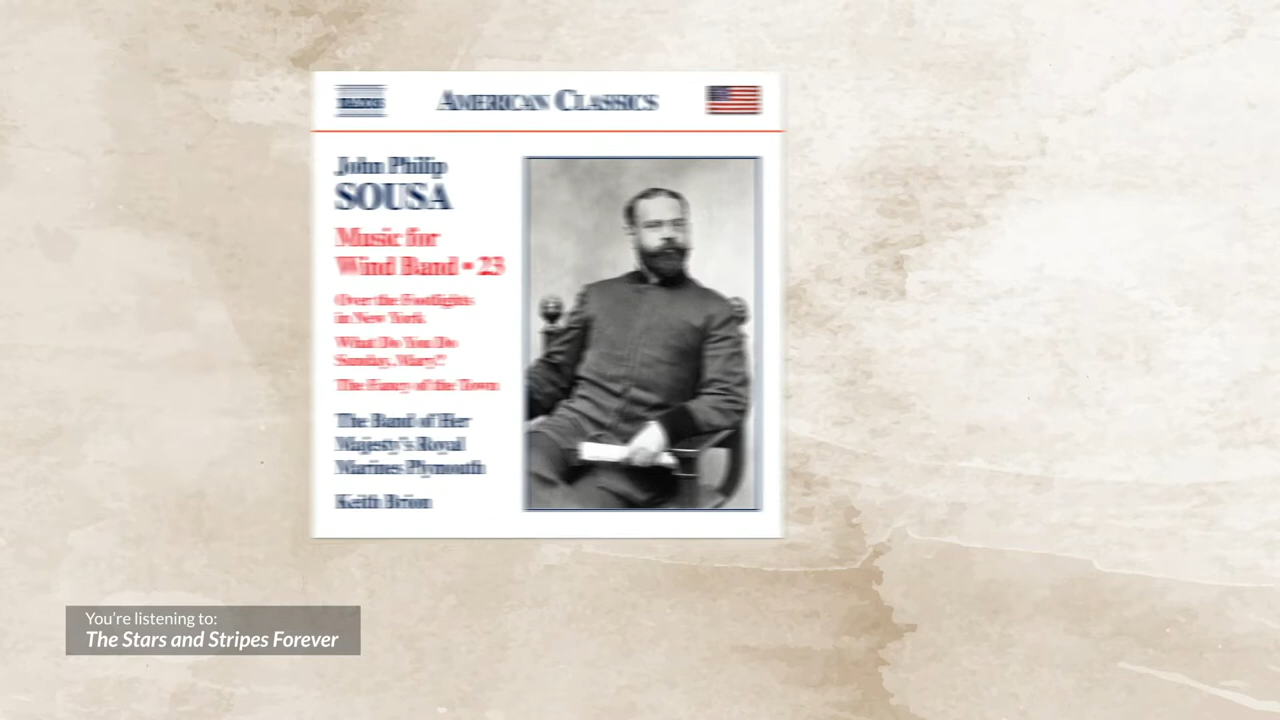 NAXOS
AMERICAN CLASSICS
John Philip
SOUSA
Music for
Wind Band • 23
Over the Footlights
in New York
What Do You Do
Sunday, Mary?
The Fancy of the Town
The Band of Her
Majesty's Royal
Marines Plymouth
Keith Brion
You're listening to:
The Stars and Stripes Forever